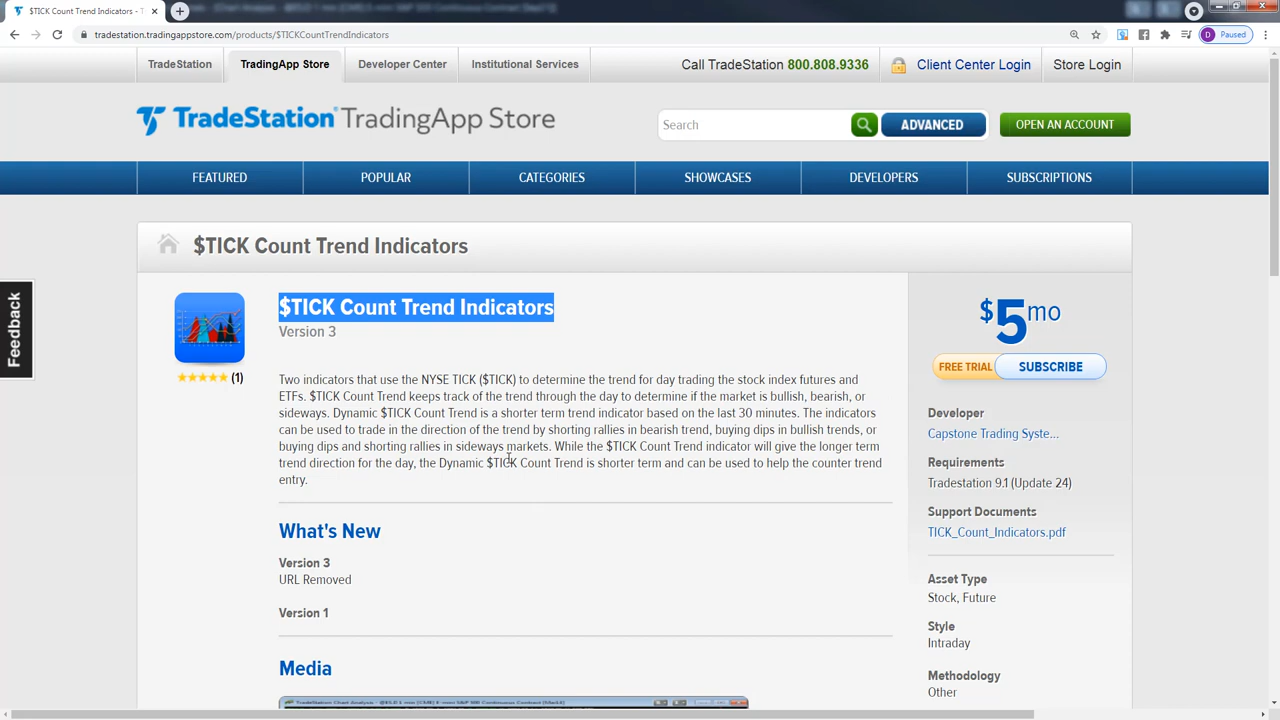 $TICK Count Trend Indicators - T
tradestation.tradingappstore.com/products/$TICKCountTrendIndicators
D Paused
TradeStation TradingApp Store Developer Center Institutional Services Call TradeStation 800.808.9336 Client Center Login Store Login
TradeStation TradingApp Store
Search ADVANCED OPEN AN ACCOUNT
FEATURED POPULAR CATEGORIES SHOWCASES DEVELOPERS SUBSCRIPTIONS
$TICK Count Trend Indicators
Feedback
$TICK Count Trend Indicators
Version 3
(1)
Two indicators that use the NYSE TICK ($TICK) to determine the trend for day trading the stock index futures and
ETFs. $TICK Count Trend keeps track of the trend through the day to determine if the market is bullish, bearish, or
sideways. Dynamic $TICK Count Trend is a shorter term trend indicator based on the last 30 minutes. The indicators
can be used to trade in the direction of the trend by shorting rallies in bearish trend, buying dips in bullish trends, or
buying dips and shorting rallies in sideways markets. While the $TICK Count Trend indicator will give the longer term
trend direction for the day, the Dynamic $TICK Count Trend is shorter term and can be used to help the counter trend
entry.
What's New
Version 3
URL Removed
Version 1
Media
$5mo
FREE TRIAL SUBSCRIBE
Developer
Capstone Trading Syste...
Requirements
Tradestation 9.1 (Update 24)
Support Documents
TICK_Count_Indicators.pdf
Asset Type
Stock, Future
Style
Intraday
Methodology
Other